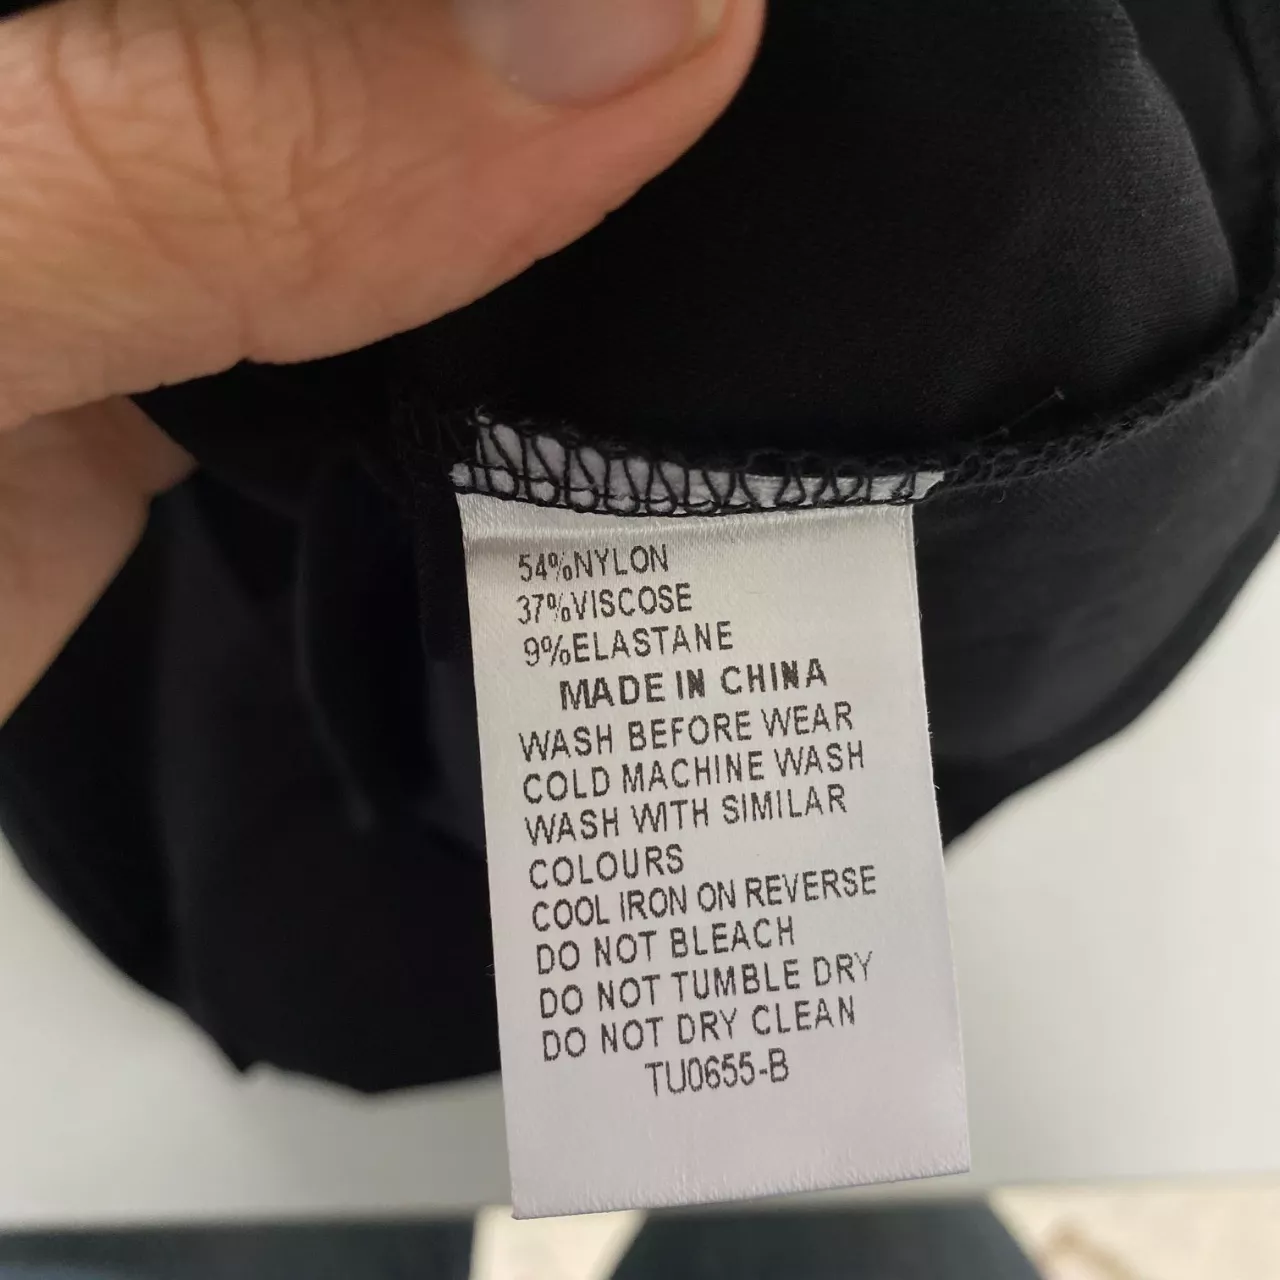 54%NYLON
37%VISCOSE
9%ELASTANE
MADE IN CHINA
WASH BEFORE WEAR
COLD MACHINE WASH
WASH WITH SIMILAR
COLOURS
COOL IRON ON REVERSE
DO NOT BLEACH
DO NOT TUMBLE DRY
DO NOT DRY CLEAN
TU0655-B